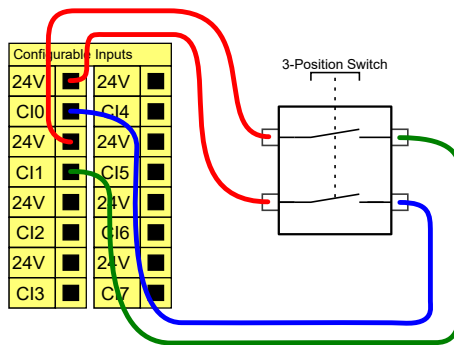 Configurable Inputs
24V 24V
CI0 CI4
24V 24V
CI1 CI5
24V 24V
CI2 CI6
24V 24V
CI3 CI7
3-Position Switch